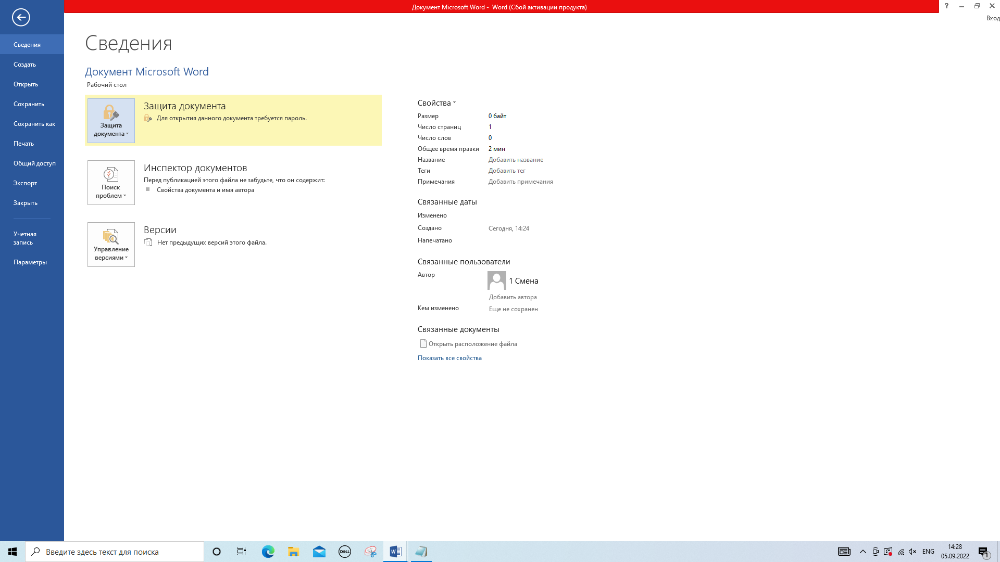 Документ Microsoft Word - Word (Сбой активации продукта)
?
Вход
Сведения
Создать
Открыть
Сохранить
Сохранить как
Печать
Общий доступ
Экспорт
Закрыть
Учетная
запись
Параметры
Сведения
Документ Microsoft Word
Рабочий стол
Защита
документа
Защита документа
Для открытия данного документа требуется пароль.
Поиск
проблем
Инспектор документов
Перед публикацией этого файла не забудьте, что он содержит:
Свойства документа и имя автора
Управление
версиями
Версии
Нет предыдущих версий этого файла.
Свойства
Размер 0 байт
Число страниц 1
Число слов 0
Общее время правки 2 мин
Название Добавить название
Теги Добавить тег
Примечания Добавить примечания
Связанные даты
Изменено
Создано Сегодня, 14:24
Напечатано
Связанные пользователи
Автор 1 Смена
Добавить автора
Кем изменено Еще не сохранен
Связанные документы
Открыть расположение файла
Показать все свойства
Введите здесь текст для поиска
DELL
W
ENG
14:28
05.09.2022
1